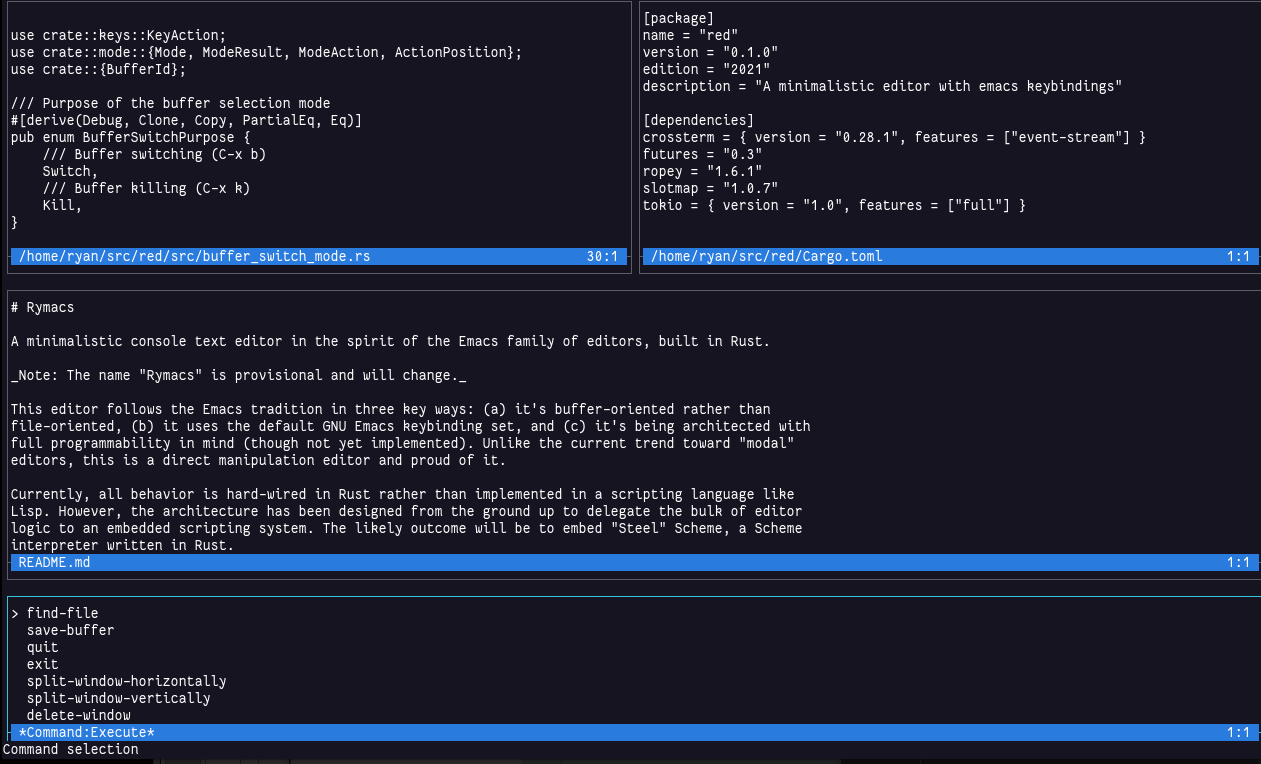 use crate::keys::KeyAction;
use crate::mode::{Mode, ModeResult, ModeAction, ActionPosition};
use crate::{BufferId};

/// Purpose of the buffer selection mode
#[derive(Debug, Clone, Copy, PartialEq, Eq)]
pub enum BufferSwitchPurpose {
    /// Buffer switching (C-x b)
    Switch,
    /// Buffer killing (C-x k)
    Kill,
}
/home/ryan/src/red/src/buffer_switch_mode.rs 30:1
[package]
name = "red"
version = "0.1.0"
edition = "2021"
description = "A minimalistic editor with emacs keybindings"

[dependencies]
crossterm = { version = "0.28.1", features = ["event-stream"] }
futures = "0.3"
ropey = "1.6.1"
slotmap = "1.0.7"
tokio = { version = "1.0", features = ["full"] }
/home/ryan/src/red/Cargo.toml 1:1
# Rymacs

A minimalistic console text editor in the spirit of the Emacs family of editors, built in Rust.

_Note: The name "Rymacs" is provisional and will change._

This editor follows the Emacs tradition in three key ways: (a) it's buffer-oriented rather than
file-oriented, (b) it uses the default GNU Emacs keybinding set, and (c) it's being architected with
full programmability in mind (though not yet implemented). Unlike the current trend toward "modal"
editors, this is a direct manipulation editor and proud of it.

Currently, all behavior is hard-wired in Rust rather than implemented in a scripting language like
Lisp. However, the architecture has been designed from the ground up to delegate the bulk of editor
logic to an embedded scripting system. The likely outcome will be to embed "Steel" Scheme, a Scheme
interpreter written in Rust.
README.md 1:1
> find-file
  save-buffer
  quit
  exit
  split-window-horizontally
  split-window-vertically
  delete-window
*Command:Execute* 1:1
Command selection